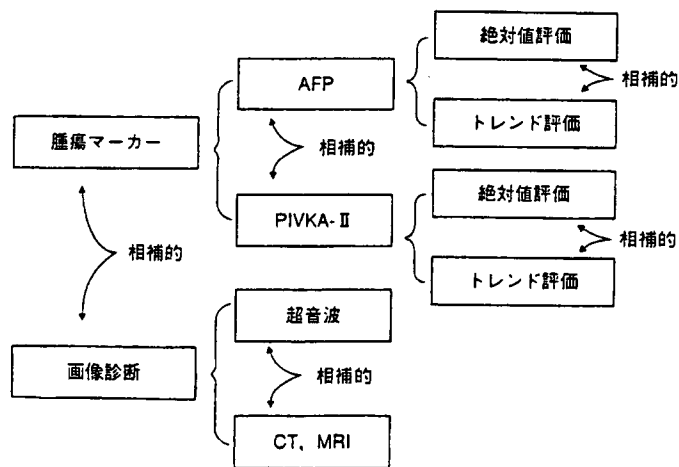 絶対値評価
AFP
相補的
トレンド評価
腫瘍マーカー
相補的
絶対値評価
PIVKA-Ⅱ
相補的
トレンド評価
相補的
超音波
画像診断
相補的
CT，MRI